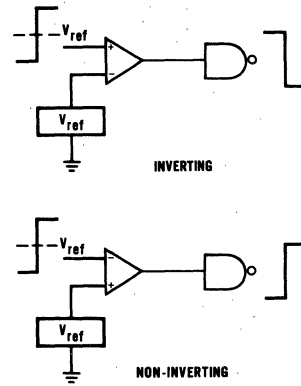 V_ref
+
−
V_ref
INVERTING
V_ref
−
+
V_ref
NON-INVERTING